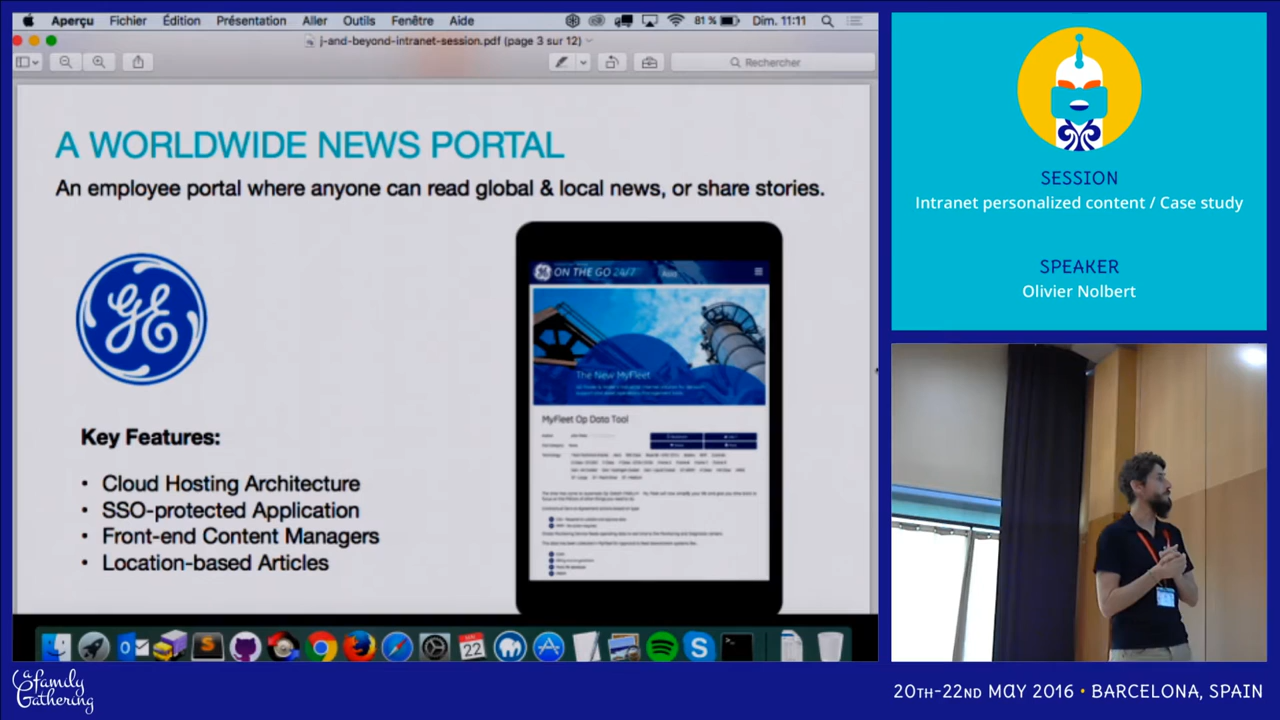 Aperçu Fichier Édition Présentation Aller Outils Fenêtre Aide 81 % Dim. 11:11
j-and-beyond-intranet-session.pdf (page 3 sur 12)
Rechercher
A WORLDWIDE NEWS PORTAL
An employee portal where anyone can read global & local news, or share stories.
GE
ON THE GO 24/7
The New MyFleet
MyFleet Op Data Tool
Key Features:
• Cloud Hosting Architecture
• SSO-protected Application
• Front-end Content Managers
• Location-based Articles
22
SESSION
Intranet personalized content / Case study
SPEAKER
Olivier Nolbert
a family
Gathering
20TH-22ND MAY 2016 • BARCELONA, SPAIN